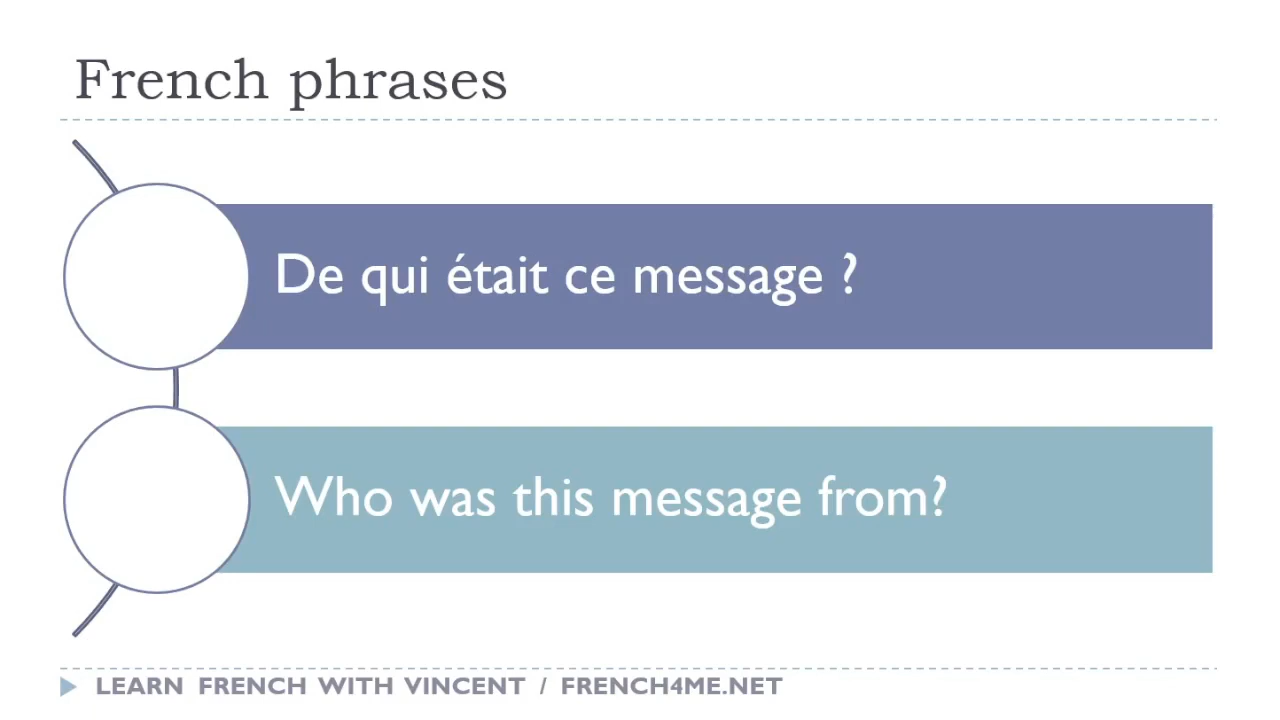 French phrases
De qui était ce message ?
Who was this message from?
LEARN FRENCH WITH VINCENT / FRENCH4ME.NET